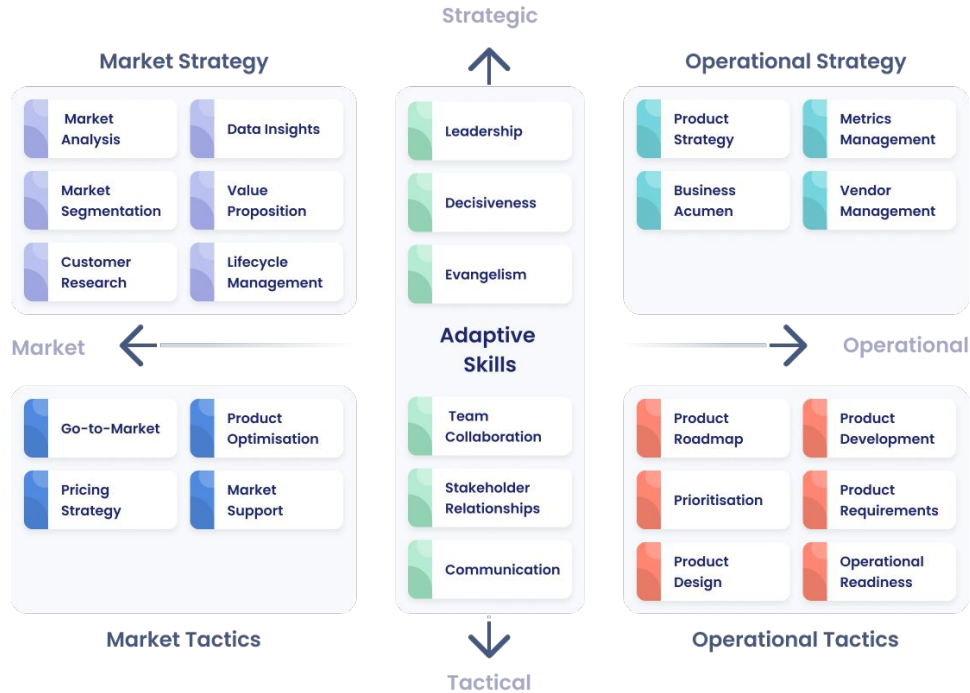 Strategic
Market Strategy
Market
Analysis
Data Insights
Market
Segmentation
Value
Proposition
Customer
Research
Lifecycle
Management
Leadership
Decisiveness
Evangelism
Operational Strategy
Product
Strategy
Metrics
Management
Business
Acumen
Vendor
Management
Market
Adaptive
Skills
Operational
Go-to-Market
Product
Optimisation
Pricing
Strategy
Market
Support
Market Tactics
Team
Collaboration
Stakeholder
Relationships
Communication
Product
Roadmap
Product
Development
Prioritisation
Product
Requirements
Product
Design
Operational
Readiness
Operational Tactics
Tactical